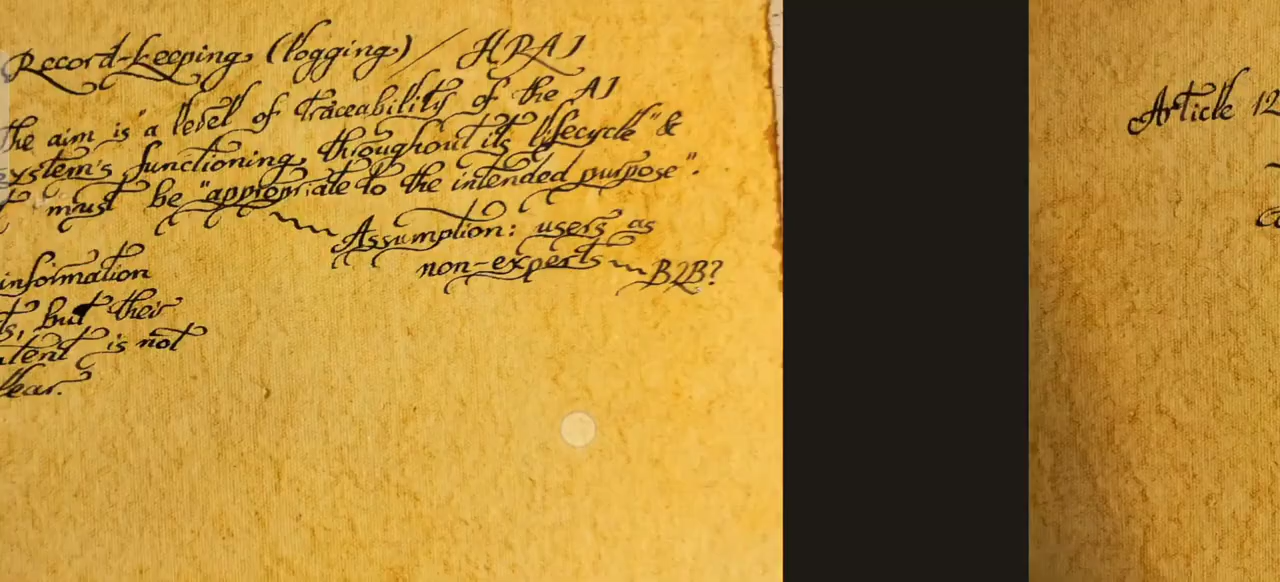 Record-keeping (logging) / HRAI
the aim is "a level of traceability of the AI
system's functioning throughout its lifecycle" &
must be "appropriate to the intended purpose".
Assumption: users as
non-experts B2B?
information
but their
is not
Article 12